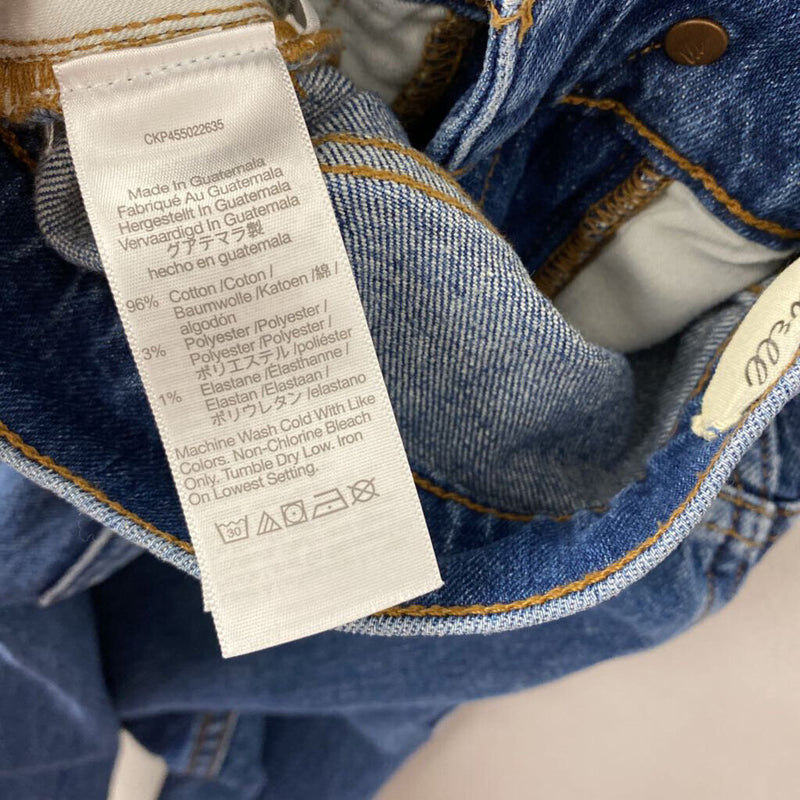 CKP455022635
Made In Guatemala
Fabriqué Au Guatemala
Hergestellt In Guatemala
Vervaardigd In Guatemala
グアテマラ製
hecho en guatemala
96% Cotton /Coton /
Baumwolle /Katoen /綿 /
algodón
3% Polyester /Polyester /
Polyester /Polyester /
ポリエステル /poliéster
1% Elastane /Élasthanne /
Elastan /Elastaan /
ポリウレタン /elastano
Machine Wash Cold With Like
Colors. Non-Chlorine Bleach
Only. Tumble Dry Low. Iron
On Lowest Setting.
30